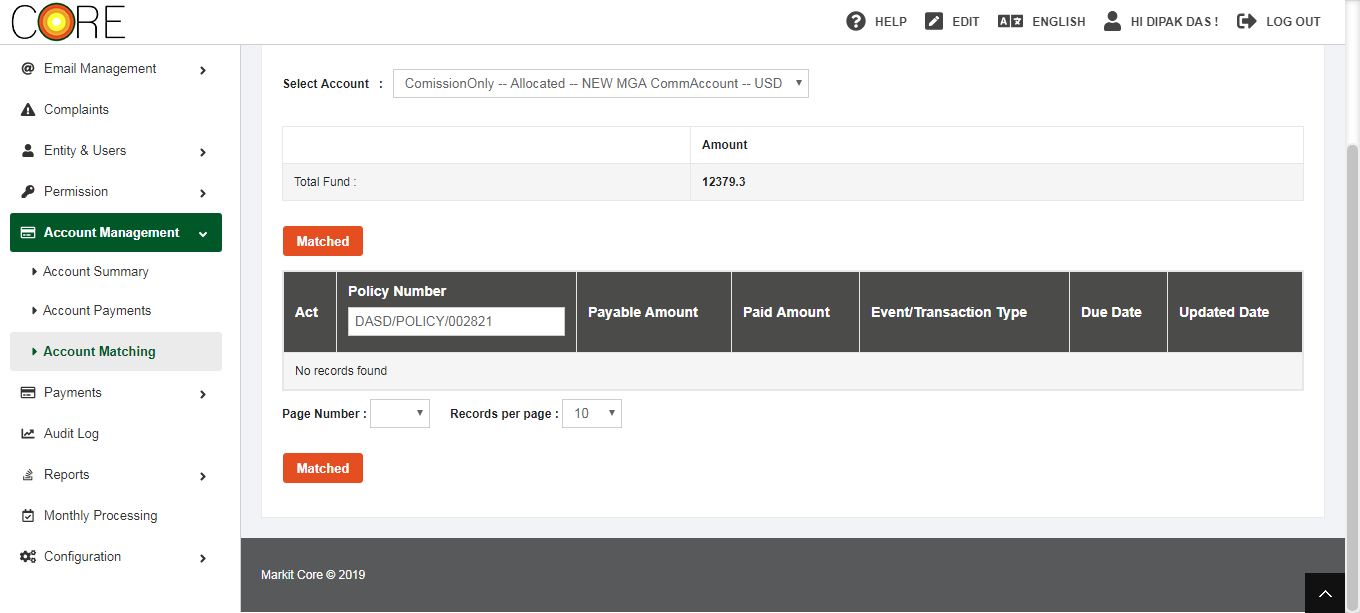 CORE
HELP
EDIT
ENGLISH
HI DIPAK DAS !
LOG OUT
Email Management
Complaints
Entity & Users
Permission
Account Management
Account Summary
Account Payments
Account Matching
Payments
Audit Log
Reports
Monthly Processing
Configuration
Select Account :
ComissionOnly -- Allocated -- NEW MGA CommAccount -- USD
Amount
Total Fund :
12379.3
Matched
Act
Policy Number
DASD/POLICY/002821
Payable Amount
Paid Amount
Event/Transaction Type
Due Date
Updated Date
No records found
Page Number :
Records per page :
10
Matched
Markit Core © 2019